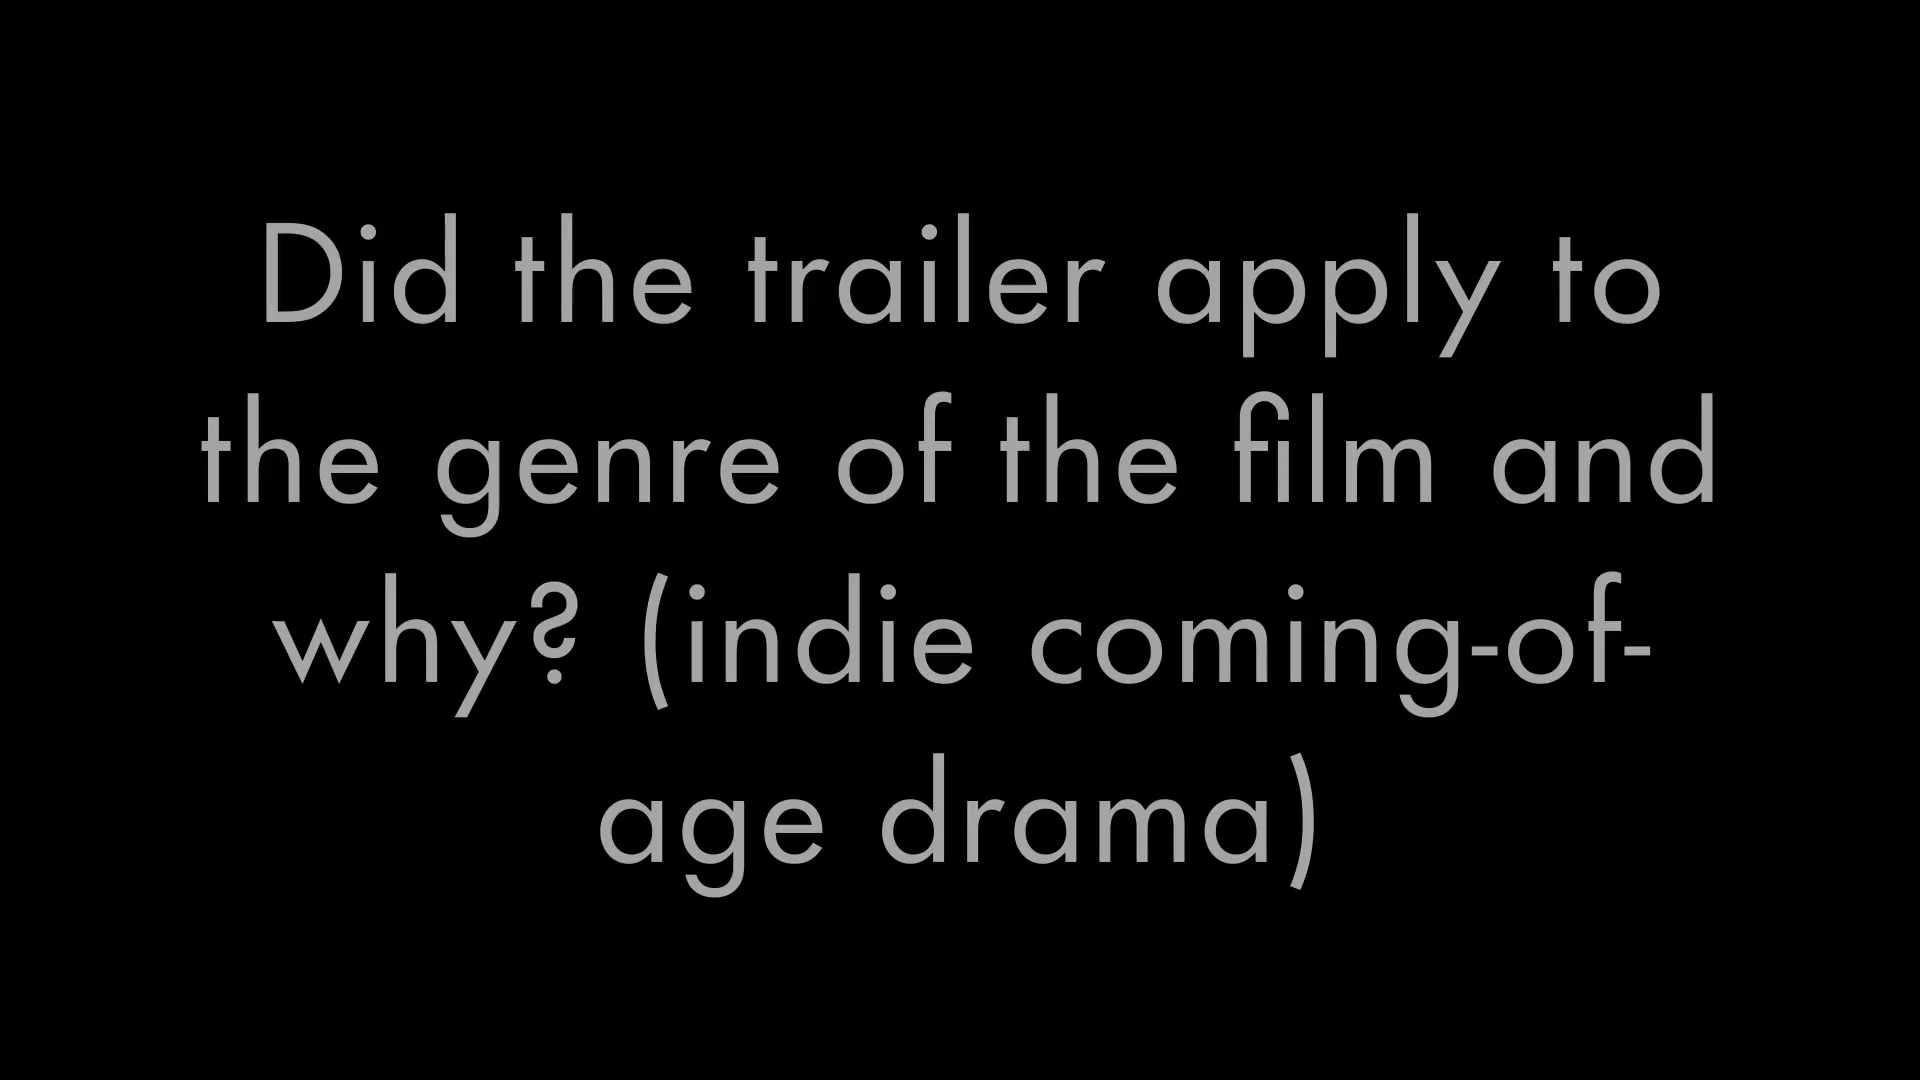 Did the trailer apply to
the genre of the film and
why? (indie coming-of-
age drama)